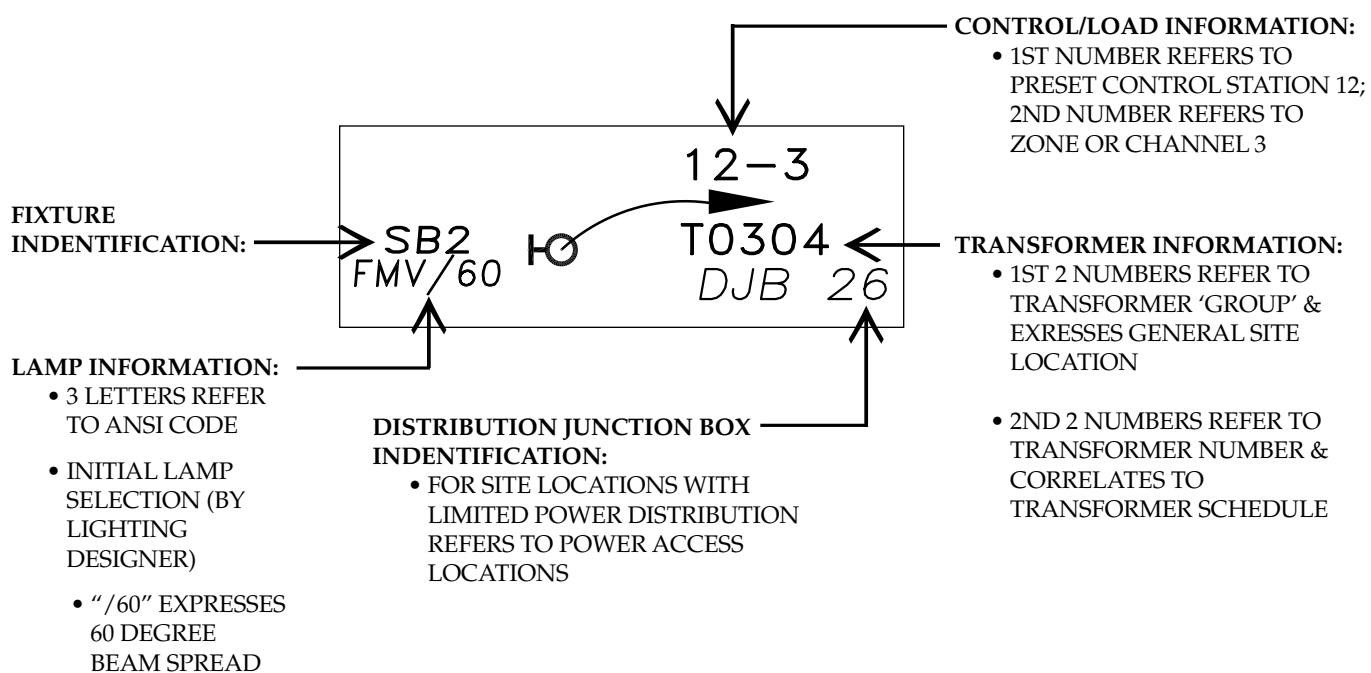 CONTROL/LOAD INFORMATION:
• 1ST NUMBER REFERS TO
PRESET CONTROL STATION 12;
2ND NUMBER REFERS TO
ZONE OR CHANNEL 3
12-3
FIXTURE
INDENTIFICATION:
SB2
FMV/60
T0304
DJB 26
TRANSFORMER INFORMATION:
• 1ST 2 NUMBERS REFER TO
TRANSFORMER ‘GROUP’ &
EXRESSES GENERAL SITE
LOCATION
• 2ND 2 NUMBERS REFER TO
TRANSFORMER NUMBER &
CORRELATES TO
TRANSFORMER SCHEDULE
LAMP INFORMATION:
• 3 LETTERS REFER
TO ANSI CODE
• INITIAL LAMP
SELECTION (BY
LIGHTING
DESIGNER)
• “/60” EXPRESSES
60 DEGREE
BEAM SPREAD
DISTRIBUTION JUNCTION BOX
INDENTIFICATION:
• FOR SITE LOCATIONS WITH
LIMITED POWER DISTRIBUTION
REFERS TO POWER ACCESS
LOCATIONS